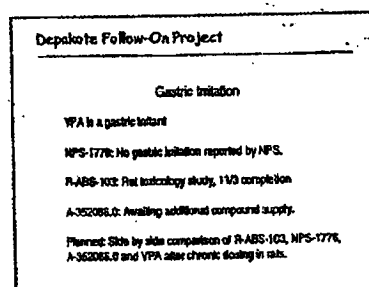 Depakote Follow-On Project
Gastric Irritation
VPA is a gastric irritant
NPS-1776: No gastric irritation reported by NPS.
R-ABS-103: Rat toxicology study, 11/3 completion
A-352088.0: Awaiting additional compound supply.
Planned: Side by side comparison of R-ABS-103, NPS-1776,
A-352088.0 and VPA after chronic dosing in rats.